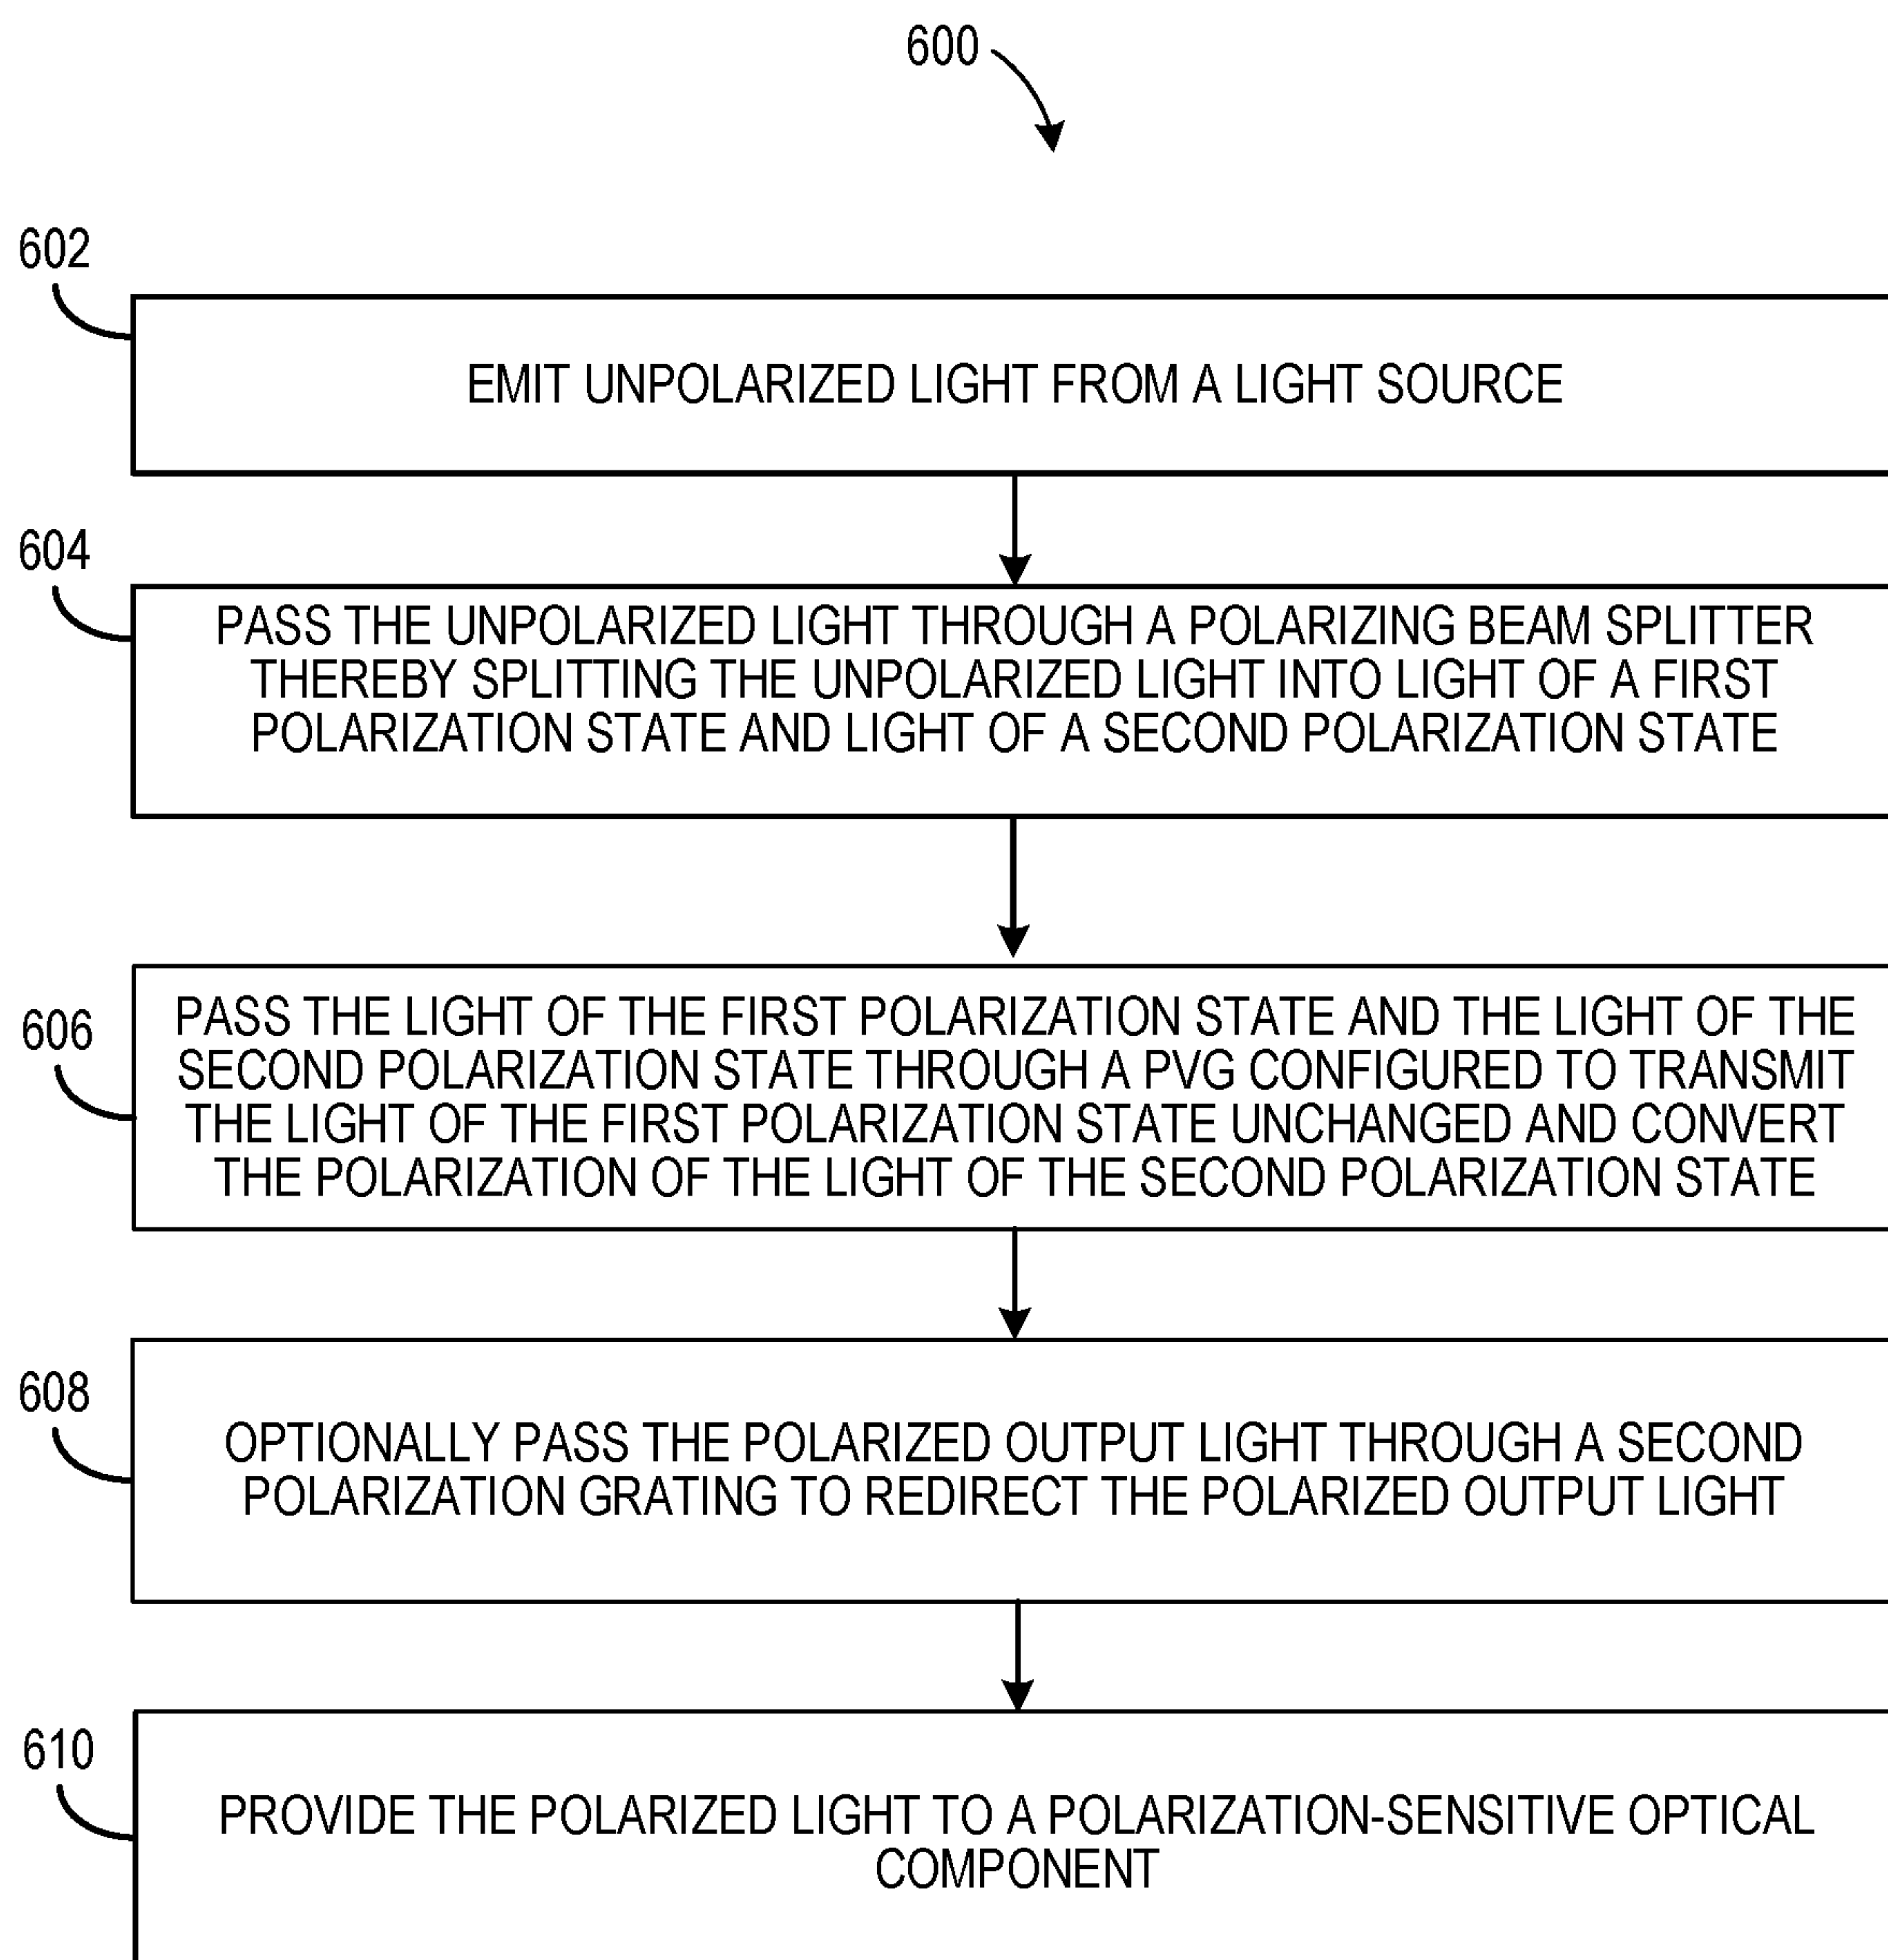 600
602
EMIT UNPOLARIZED LIGHT FROM A LIGHT SOURCE
604
PASS THE UNPOLARIZED LIGHT THROUGH A POLARIZING BEAM SPLITTER
THEREBY SPLITTING THE UNPOLARIZED LIGHT INTO LIGHT OF A FIRST
POLARIZATION STATE AND LIGHT OF A SECOND POLARIZATION STATE
606
PASS THE LIGHT OF THE FIRST POLARIZATION STATE AND THE LIGHT OF THE
SECOND POLARIZATION STATE THROUGH A PVG CONFIGURED TO TRANSMIT
THE LIGHT OF THE FIRST POLARIZATION STATE UNCHANGED AND CONVERT
THE POLARIZATION OF THE LIGHT OF THE SECOND POLARIZATION STATE
608
OPTIONALLY PASS THE POLARIZED OUTPUT LIGHT THROUGH A SECOND
POLARIZATION GRATING TO REDIRECT THE POLARIZED OUTPUT LIGHT
610
PROVIDE THE POLARIZED LIGHT TO A POLARIZATION-SENSITIVE OPTICAL
COMPONENT